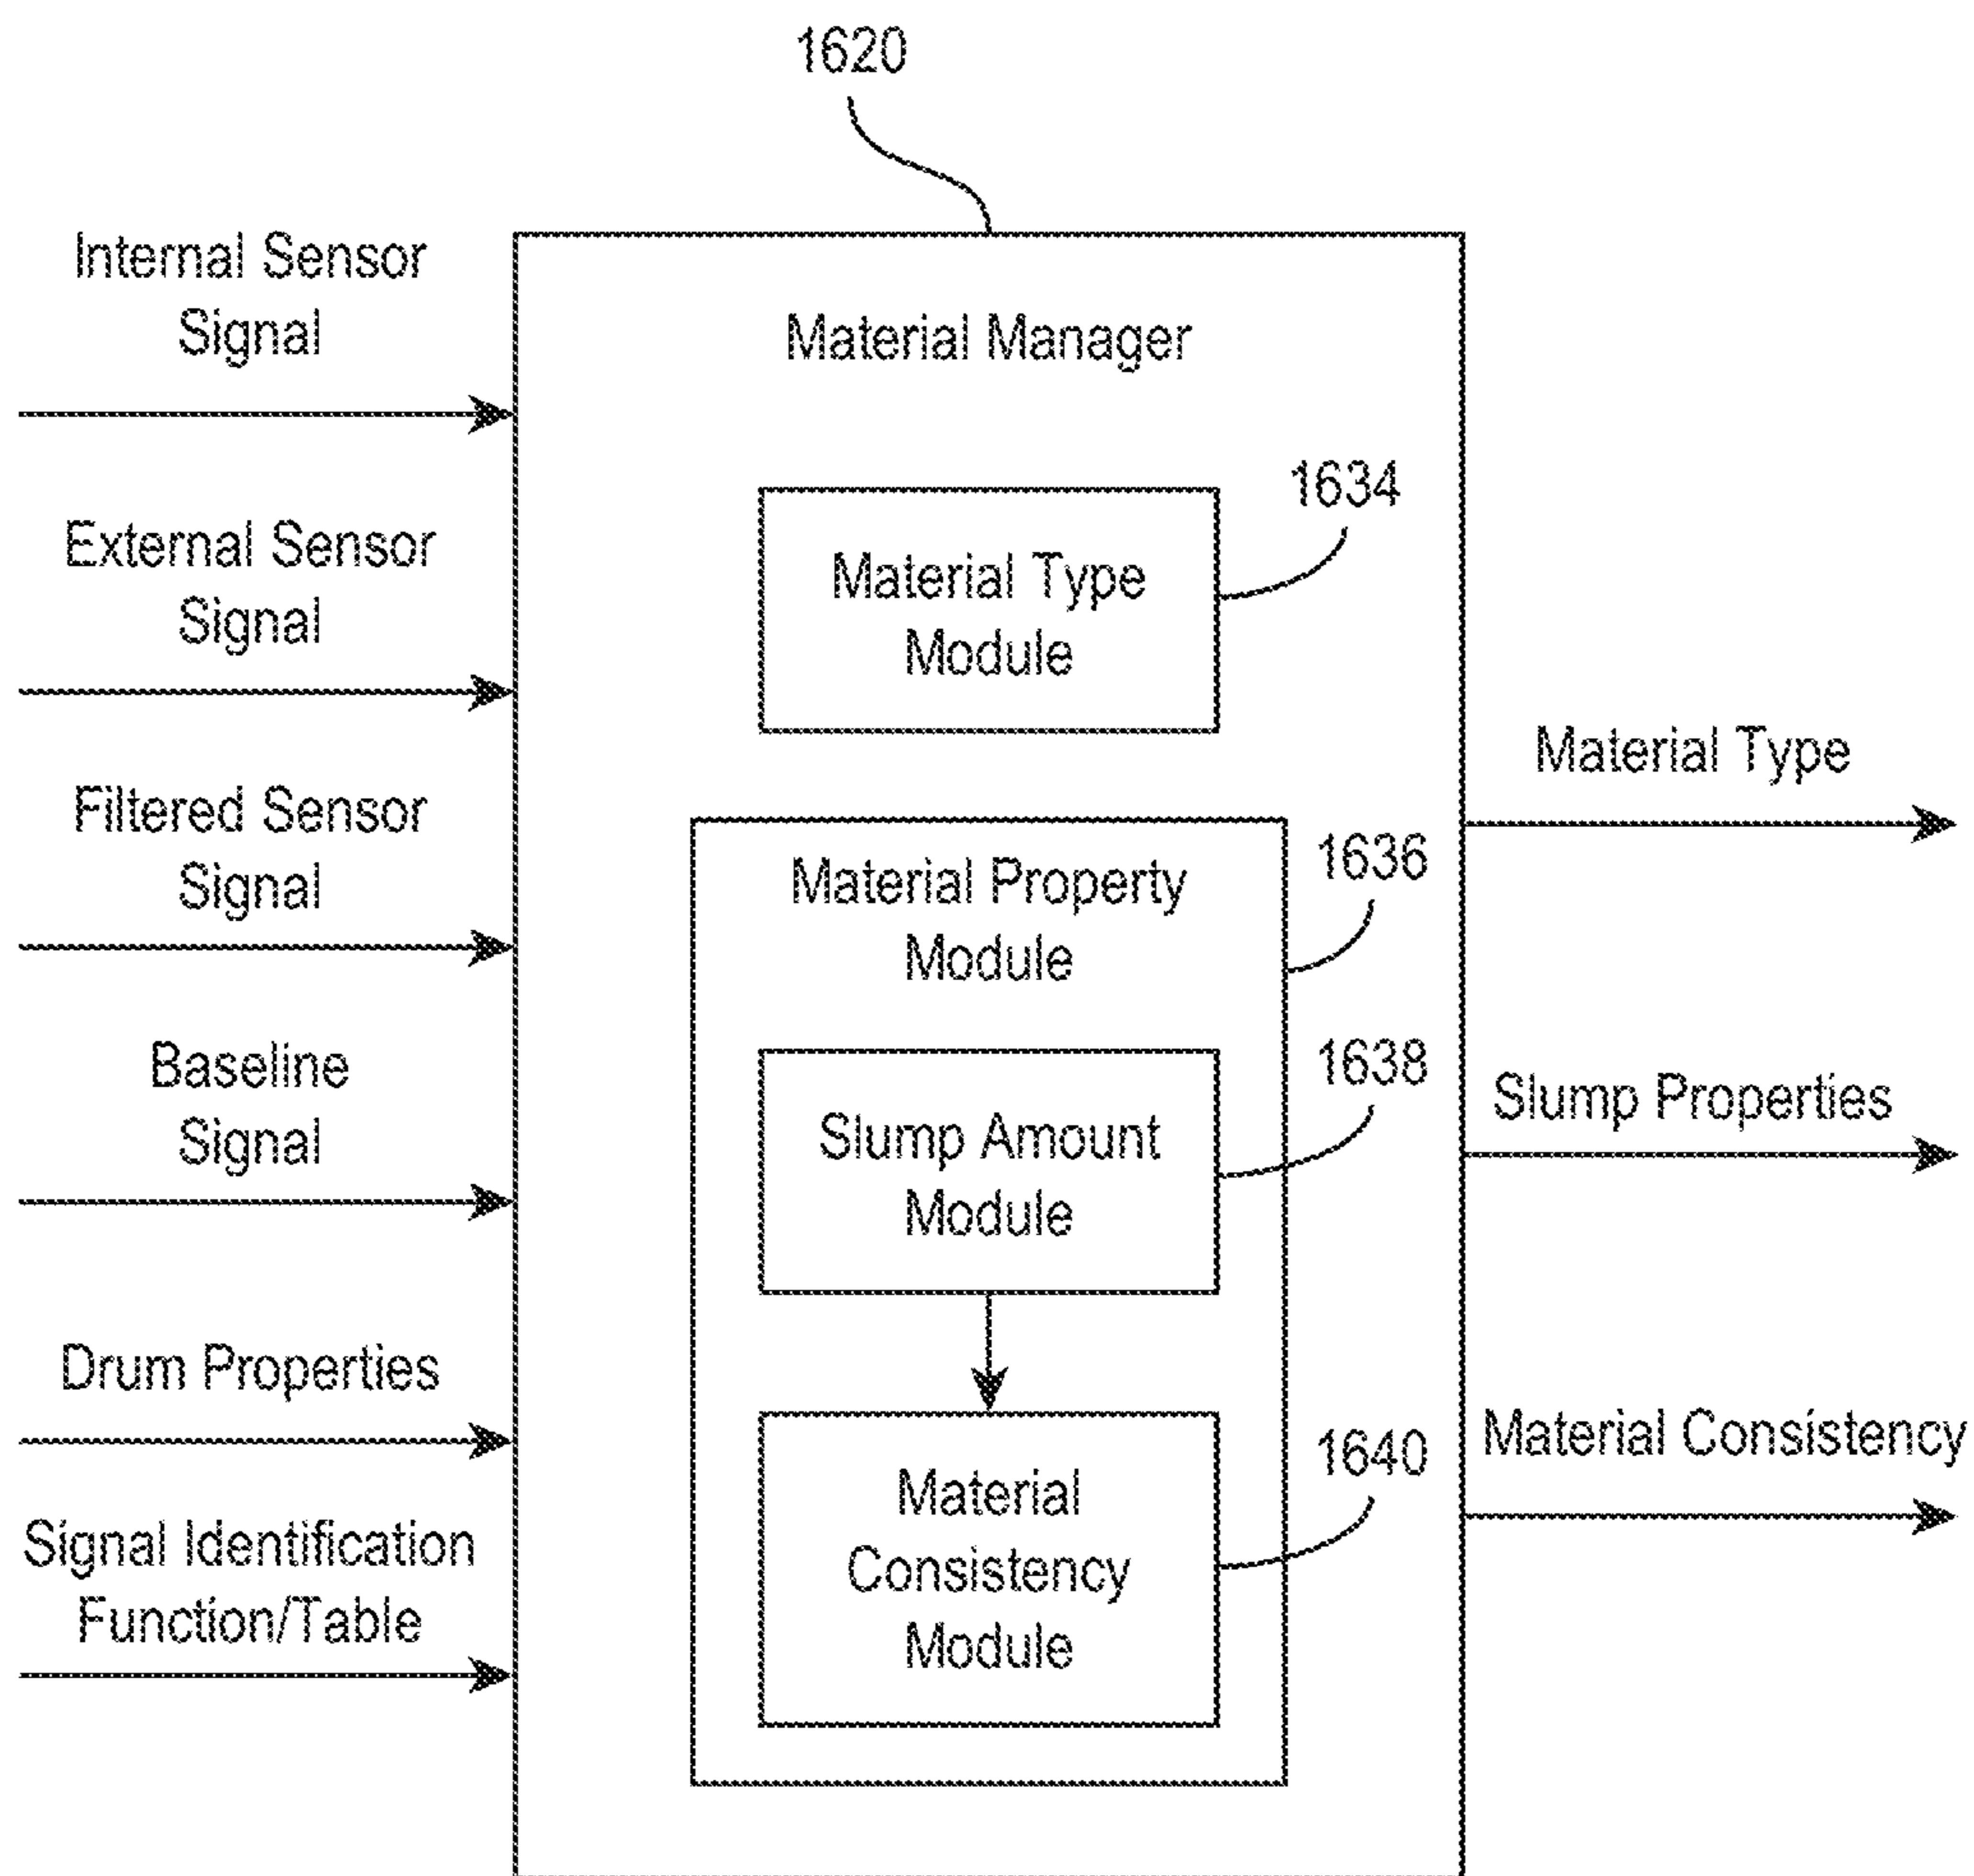 1620
Internal Sensor
Signal
External Sensor
Signal
Filtered Sensor
Signal
Baseline
Signal
Drum Properties
Signal Identification
Function/Table
Material Manager
1634
Material Type
Module
1636
Material Property
Module
1638
Slump Amount
Module
1640
Material
Consistency
Module
Material Type
Slump Properties
Material Consistency